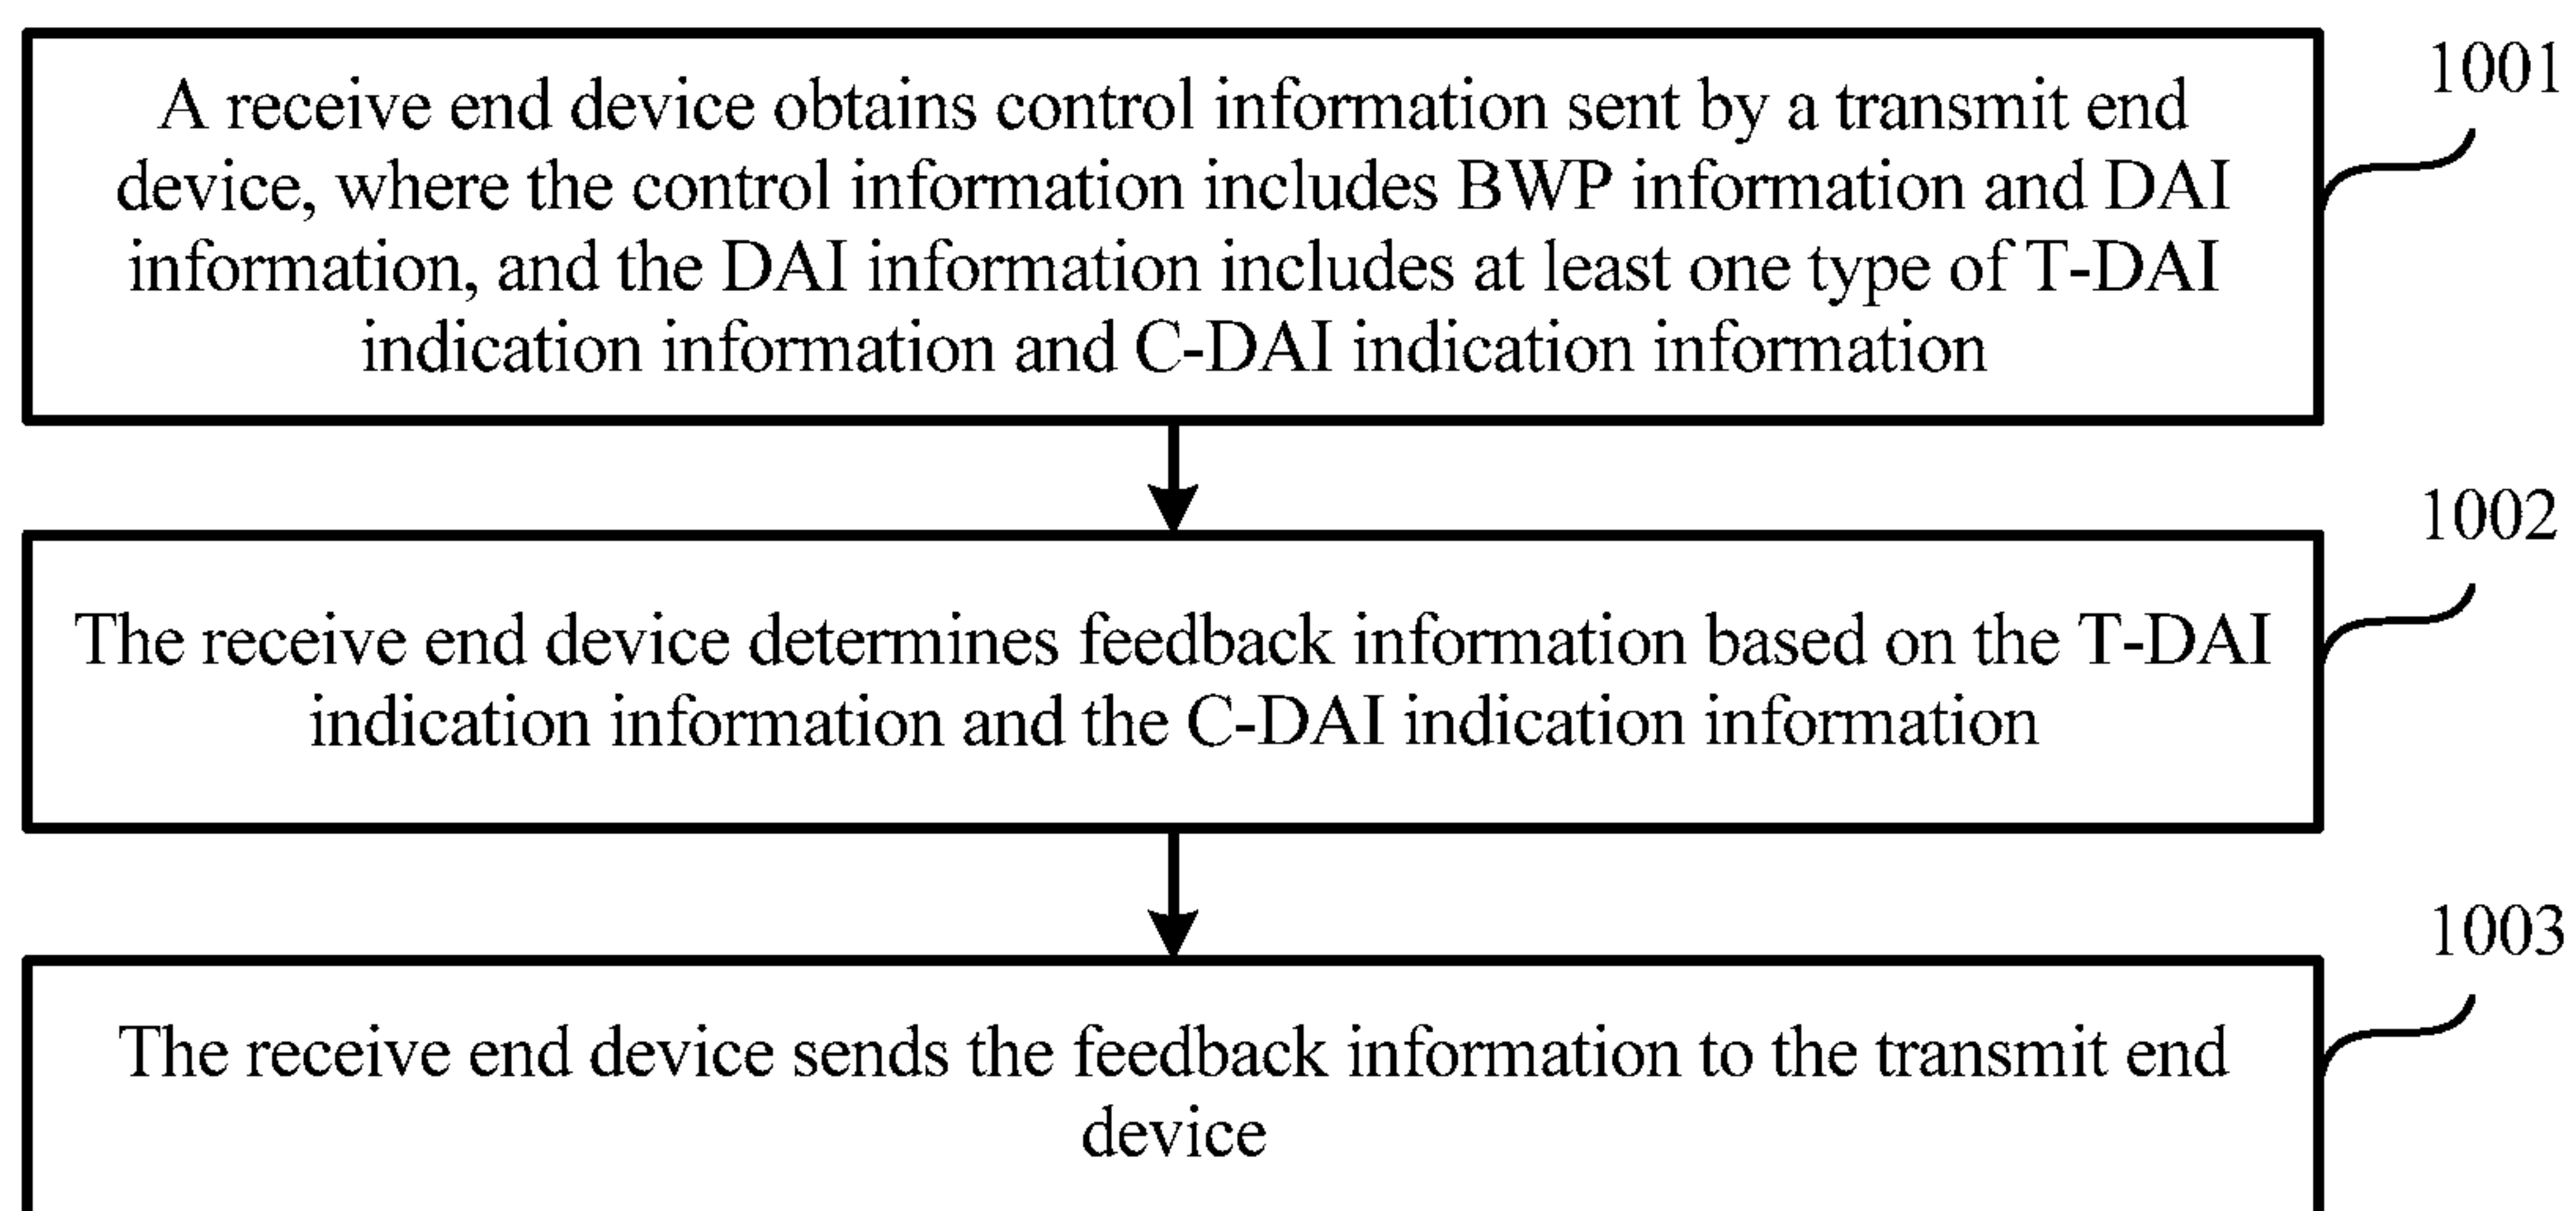 A receive end device obtains control information sent by a transmit end
device, where the control information includes BWP information and DAI
information, and the DAI information includes at least one type of T-DAI
indication information and C-DAI indication information
1001
The receive end device determines feedback information based on the T-DAI
indication information and the C-DAI indication information
1002
The receive end device sends the feedback information to the transmit end
device
1003